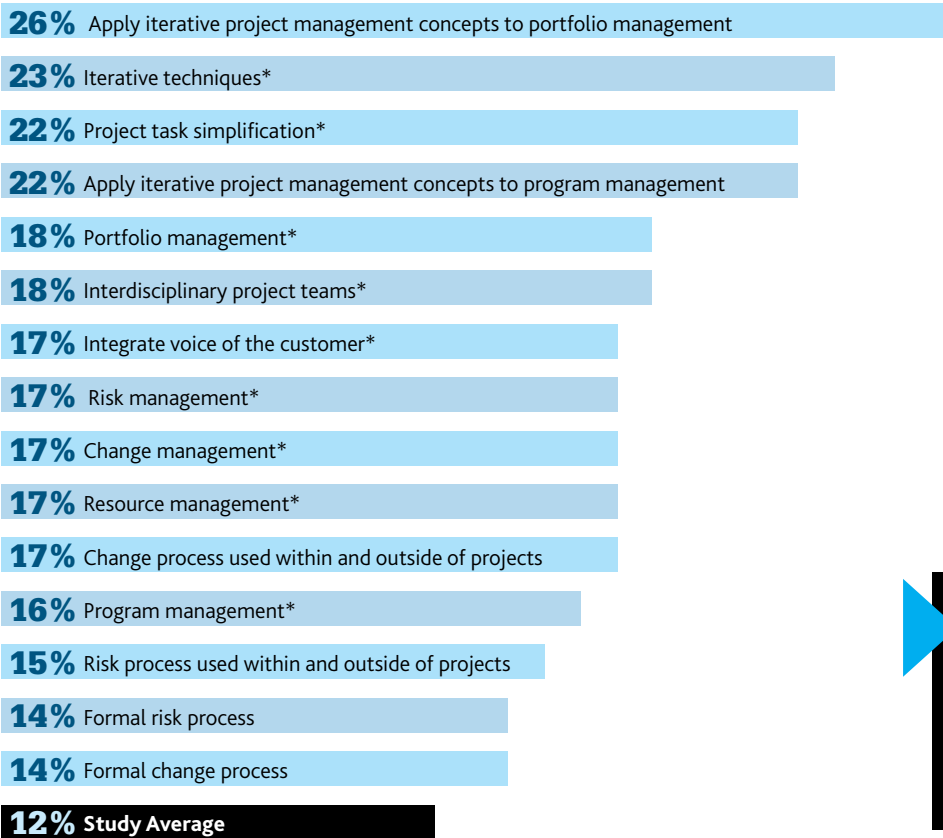 26% Apply iterative project management concepts to portfolio management
23% Iterative techniques*
22% Project task simplification*
22% Apply iterative project management concepts to program management
18% Portfolio management*
18% Interdisciplinary project teams*
17% Integrate voice of the customer*
17% Risk management*
17% Change management*
17% Resource management*
17% Change process used within and outside of projects
16% Program management*
15% Risk process used within and outside of projects
14% Formal risk process
14% Formal change process
12% Study Average